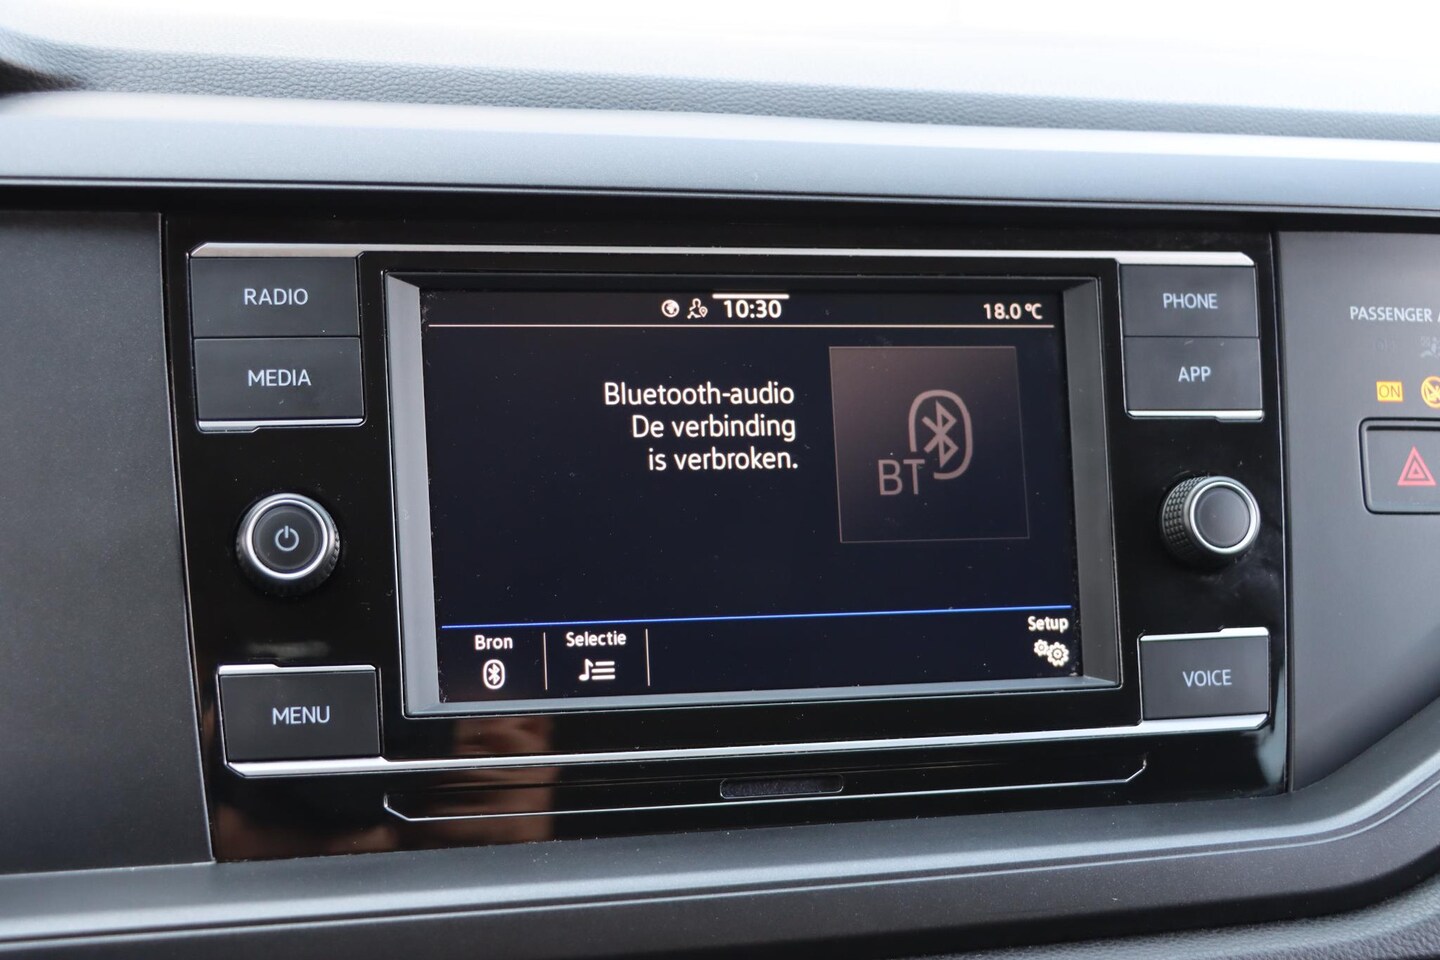 RADIO
MEDIA
10:30
18.0 °C
PHONE
APP
PASSENGER
ON
Bluetooth-audio
De verbinding
is verbroken.
BT
Bron
Selectie
Setup
MENU
VOICE